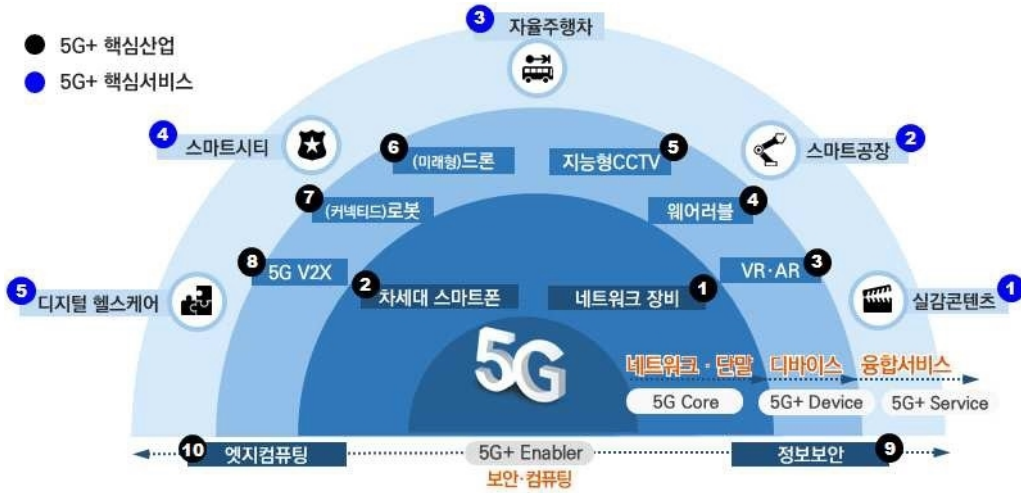 3 자율주행차
● 5G+ 핵심산업
● 5G+ 핵심서비스
4 스마트시티
2 스마트공장
6 (미래형)드론
5 지능형CCTV
7 (커넥티드)로봇
4 웨어러블
8 5G V2X
3 VR·AR
5 디지털 헬스케어
2 차세대 스마트폰
1 네트워크 장비
1 실감콘텐츠
5G
네트워크·단말 디바이스 융합서비스
5G Core 5G+ Device 5G+ Service
10 엣지컴퓨팅
5G+ Enabler
9 정보보안
보안·컴퓨팅